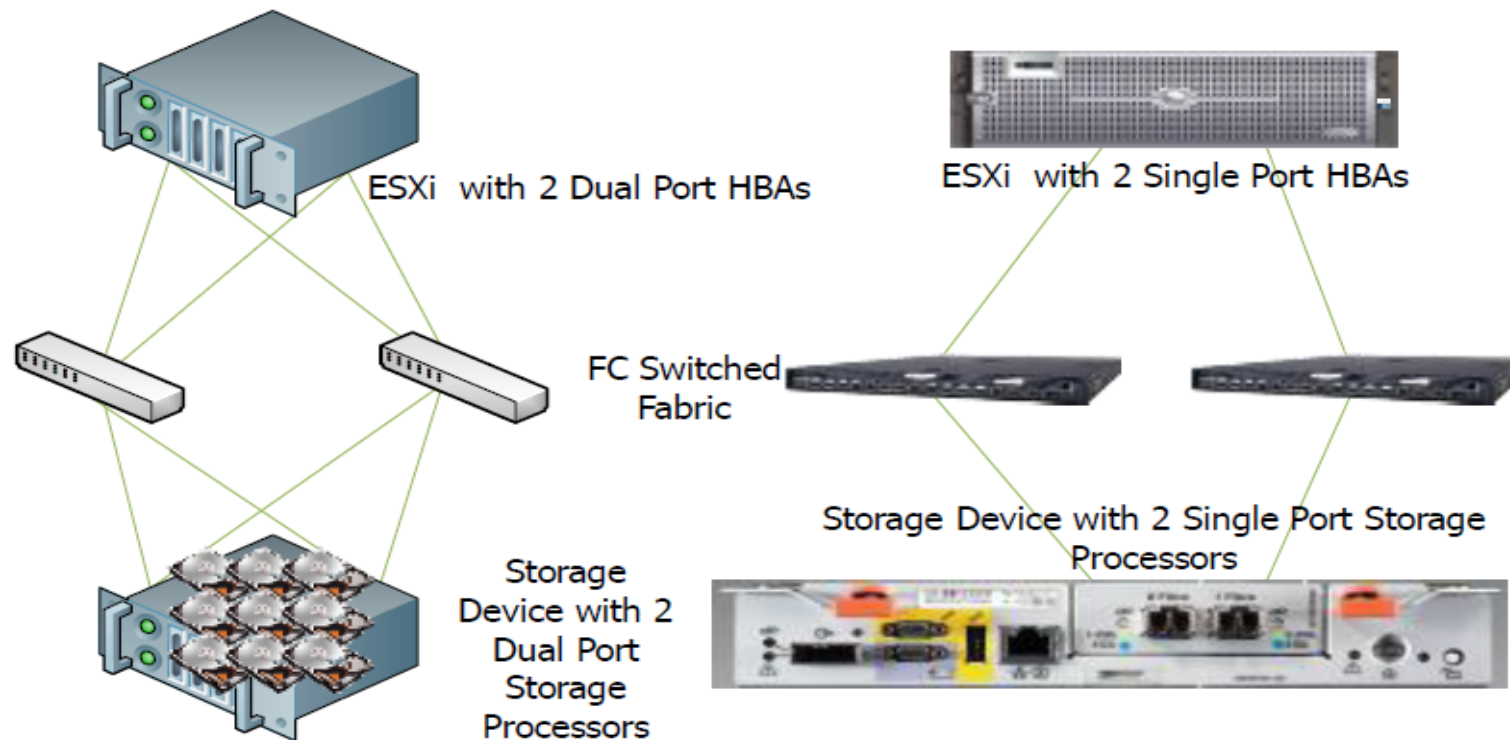 ESXi with 2 Dual Port HBAs
ESXi with 2 Single Port HBAs
FC Switched
Fabric
Storage Device with 2 Single Port Storage
Processors
Storage
Device with 2
Dual Port
Storage
Processors